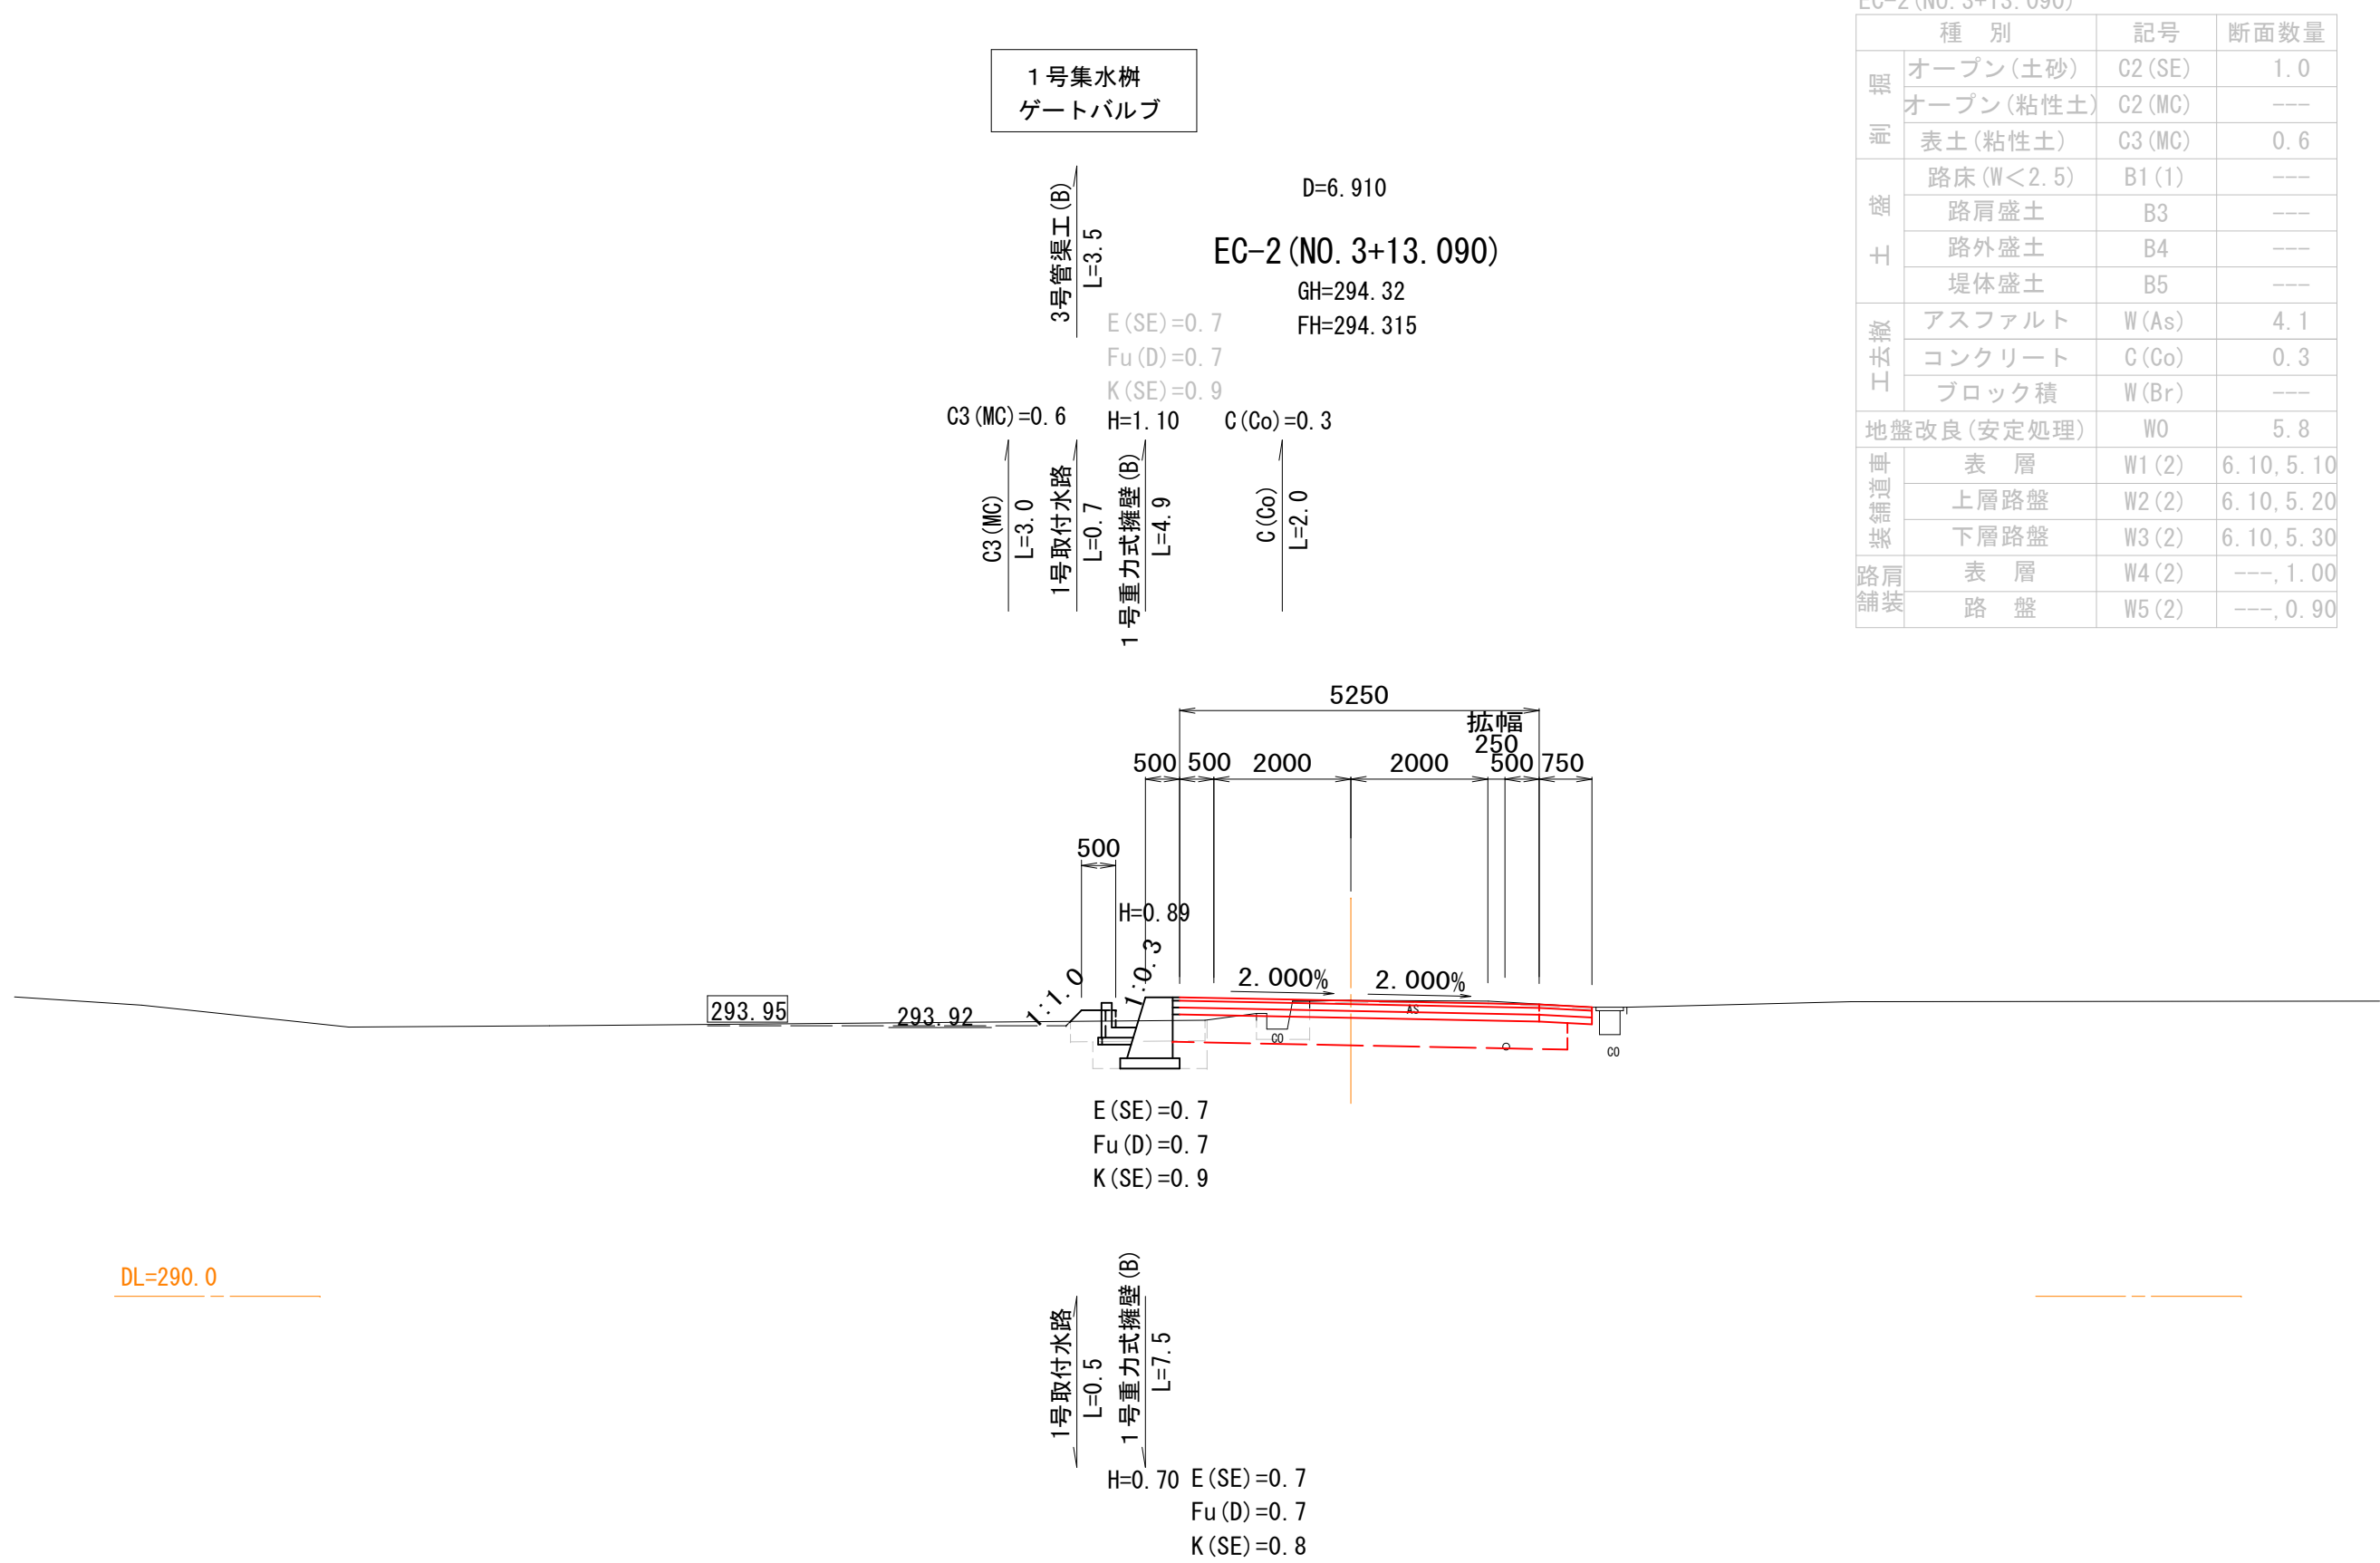 EC-2(NO.3+13.090)
種　別 記号 断面数量
掘削 オープン(土砂) C2(SE) 1.0
オープン(粘性土) C2(MC) ---
表土(粘性土) C3(MC) 0.6
盛土 路床(W＜2.5) B1(1) ---
路肩盛土 B3 ---
路外盛土 B4 ---
堤体盛土 B5 ---
撤去工 アスファルト W(As) 4.1
コンクリート C(Co) 0.3
ブロック積 W(Br) ---
地盤改良(安定処理) W0 5.8
車道舗装 表　層 W1(2) 6.10,5.10
上層路盤 W2(2) 6.10,5.20
下層路盤 W3(2) 6.10,5.30
路肩舗装 表　層 W4(2) ---,1.00
路　盤 W5(2) ---,0.90
１号集水桝
ゲートバルブ
3号管渠工(B)
L=3.5
D=6.910
EC-2(NO.3+13.090)
GH=294.32
FH=294.315
E(SE)=0.7
Fu(D)=0.7
K(SE)=0.9
C3(MC)=0.6
H=1.10
C(Co)=0.3
C3(MC)
L=3.0
1号取付水路
L=0.7
１号重力式擁壁(B)
L=4.9
C(Co)
L=2.0
5250
拡幅
250
500 500 2000 2000 500 750
500
H=0.89
1:1.0
1:0.3
2.000%
2.000%
293.95
293.92
AS
CO
CO
E(SE)=0.7
Fu(D)=0.7
K(SE)=0.9
DL=290.0
1号取付水路
L=0.5
１号重力式擁壁(B)
L=7.5
H=0.70
E(SE)=0.7
Fu(D)=0.7
K(SE)=0.8